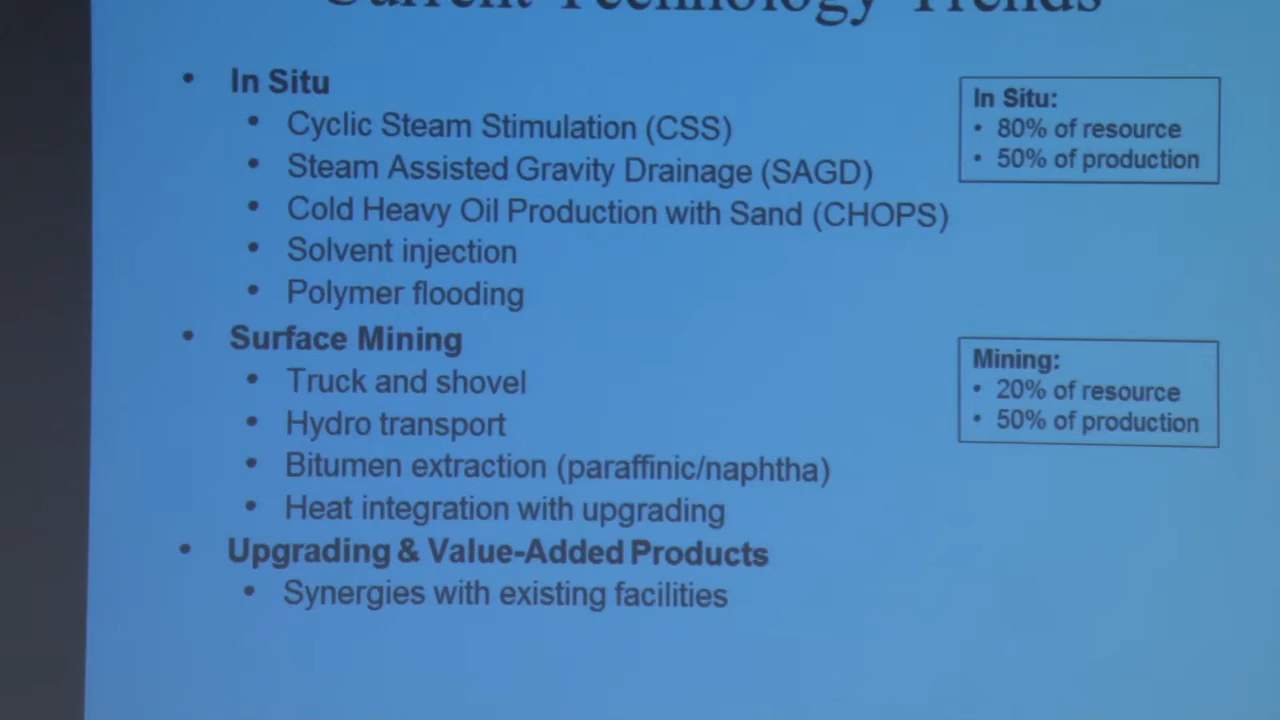 Current Technology Trends
• In Situ
• Cyclic Steam Stimulation (CSS)
• Steam Assisted Gravity Drainage (SAGD)
• Cold Heavy Oil Production with Sand (CHOPS)
• Solvent injection
• Polymer flooding
In Situ:
• 80% of resource
• 50% of production
• Surface Mining
• Truck and shovel
• Hydro transport
• Bitumen extraction (paraffinic/naphtha)
• Heat integration with upgrading
Mining:
• 20% of resource
• 50% of production
• Upgrading & Value-Added Products
• Synergies with existing facilities